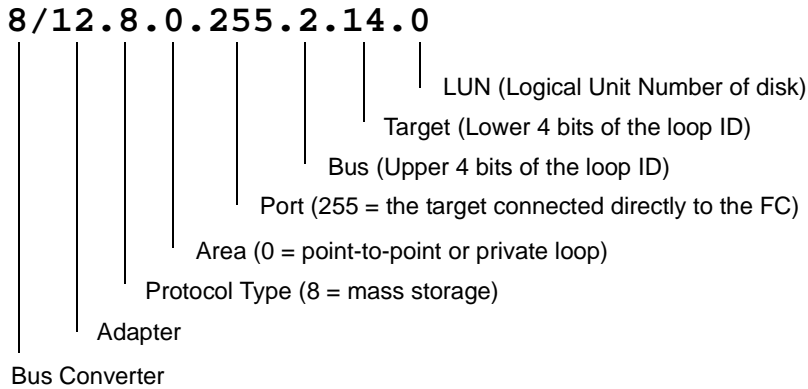 8/12.8.0.255.2.14.0
LUN (Logical Unit Number of disk)
Target (Lower 4 bits of the loop ID)
Bus (Upper 4 bits of the loop ID)
Port (255 = the target connected directly to the FC)
Area (0 = point-to-point or private loop)
Protocol Type (8 = mass storage)
Adapter
Bus Converter